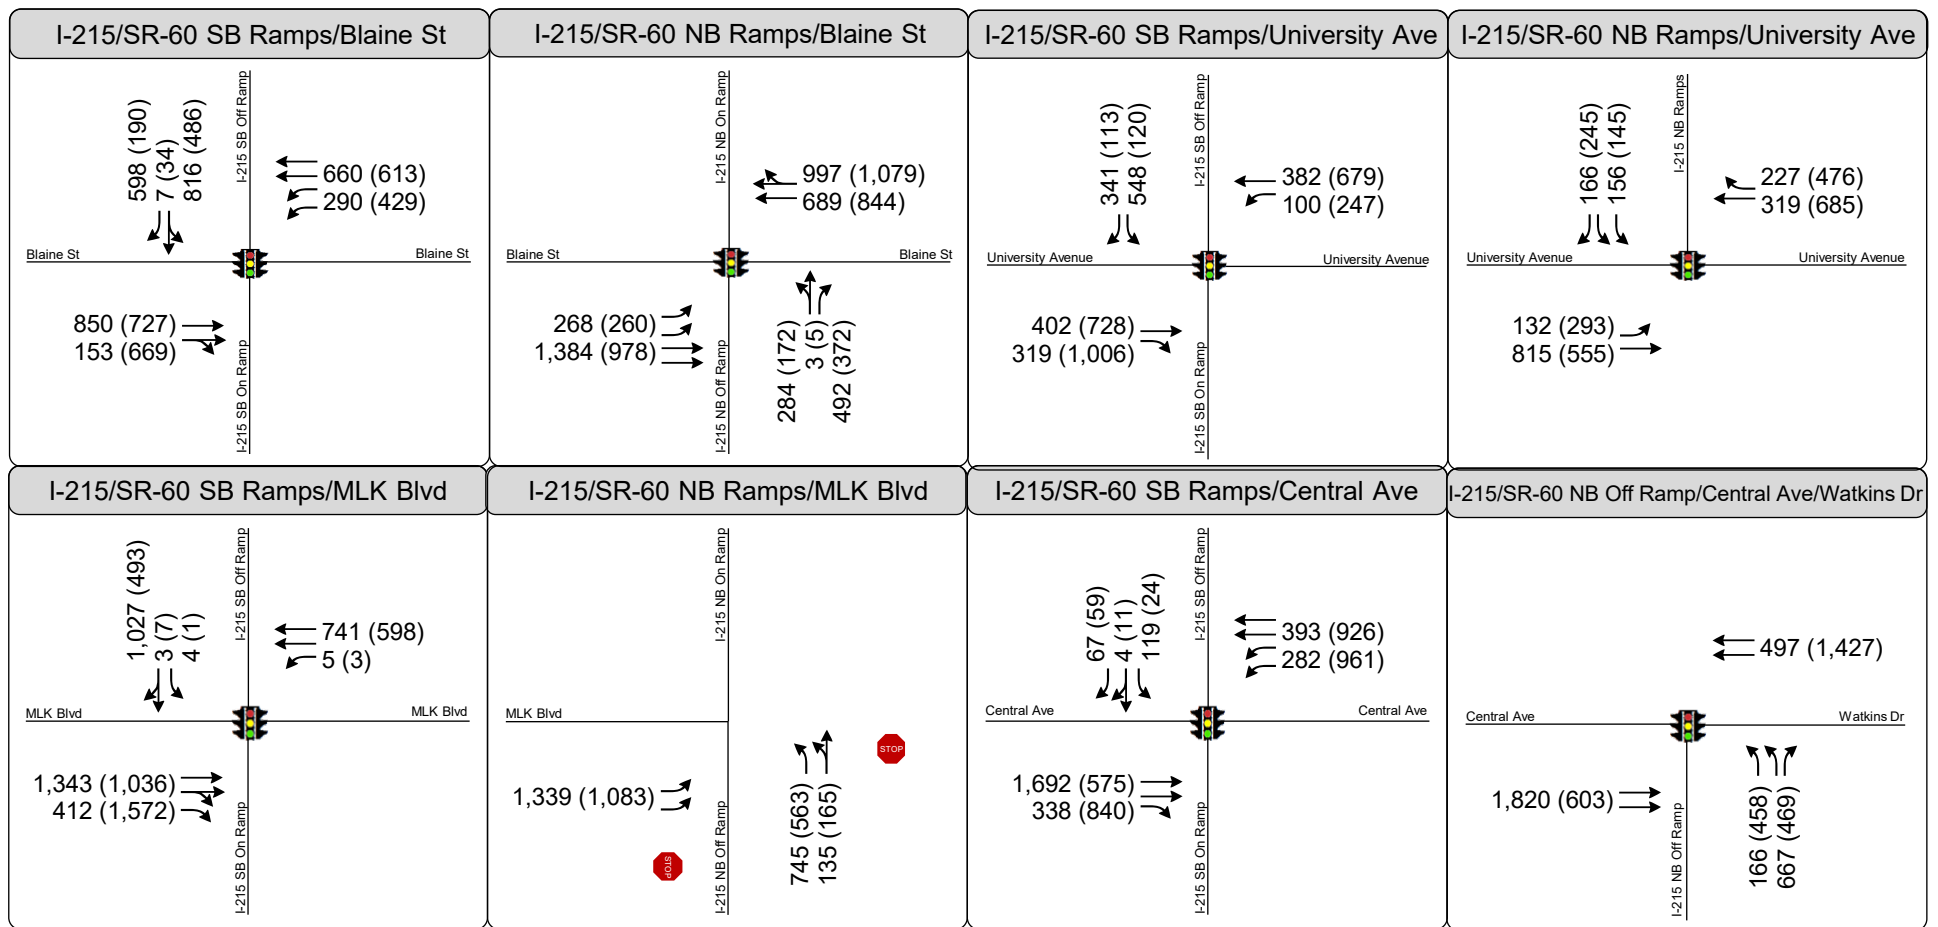 I-215/SR-60 SB Ramps/Blaine St
598 (190)
7 (34)
816 (486)
I-215 SB Off Ramp
660 (613)
290 (429)
Blaine St
Blaine St
850 (727)
153 (669)
I-215 SB On Ramp
I-215/SR-60 NB Ramps/Blaine St
I-215 NB On Ramp
997 (1,079)
689 (844)
Blaine St
Blaine St
268 (260)
1,384 (978)
I-215 NB Off Ramp
284 (172)
3 (5)
492 (372)
I-215/SR-60 SB Ramps/University Ave
341 (113)
548 (120)
I-215 SB Off Ramp
382 (679)
100 (247)
University Avenue
University Avenue
402 (728)
319 (1,006)
I-215 SB On Ramp
I-215/SR-60 NB Ramps/University Ave
166 (245)
156 (145)
I-215 NB Ramps
227 (476)
319 (685)
University Avenue
University Avenue
132 (293)
815 (555)
I-215/SR-60 SB Ramps/MLK Blvd
1,027 (493)
3 (7)
4 (1)
I-215 SB Off Ramp
741 (598)
5 (3)
MLK Blvd
MLK Blvd
1,343 (1,036)
412 (1,572)
I-215 SB On Ramp
I-215/SR-60 NB Ramps/MLK Blvd
I-215 NB On Ramp
MLK Blvd
STOP
1,339 (1,083)
STOP
I-215 NB Off Ramp
745 (563)
135 (165)
I-215/SR-60 SB Ramps/Central Ave
67 (59)
4 (11)
119 (24)
I-215 SB Off Ramp
393 (926)
282 (961)
Central Ave
Central Ave
1,692 (575)
338 (840)
I-215 SB On Ramp
I-215/SR-60 NB Off Ramp/Central Ave/Watkins Dr
497 (1,427)
Central Ave
Watkins Dr
1,820 (603)
I-215 NB Off Ramp
166 (458)
667 (469)